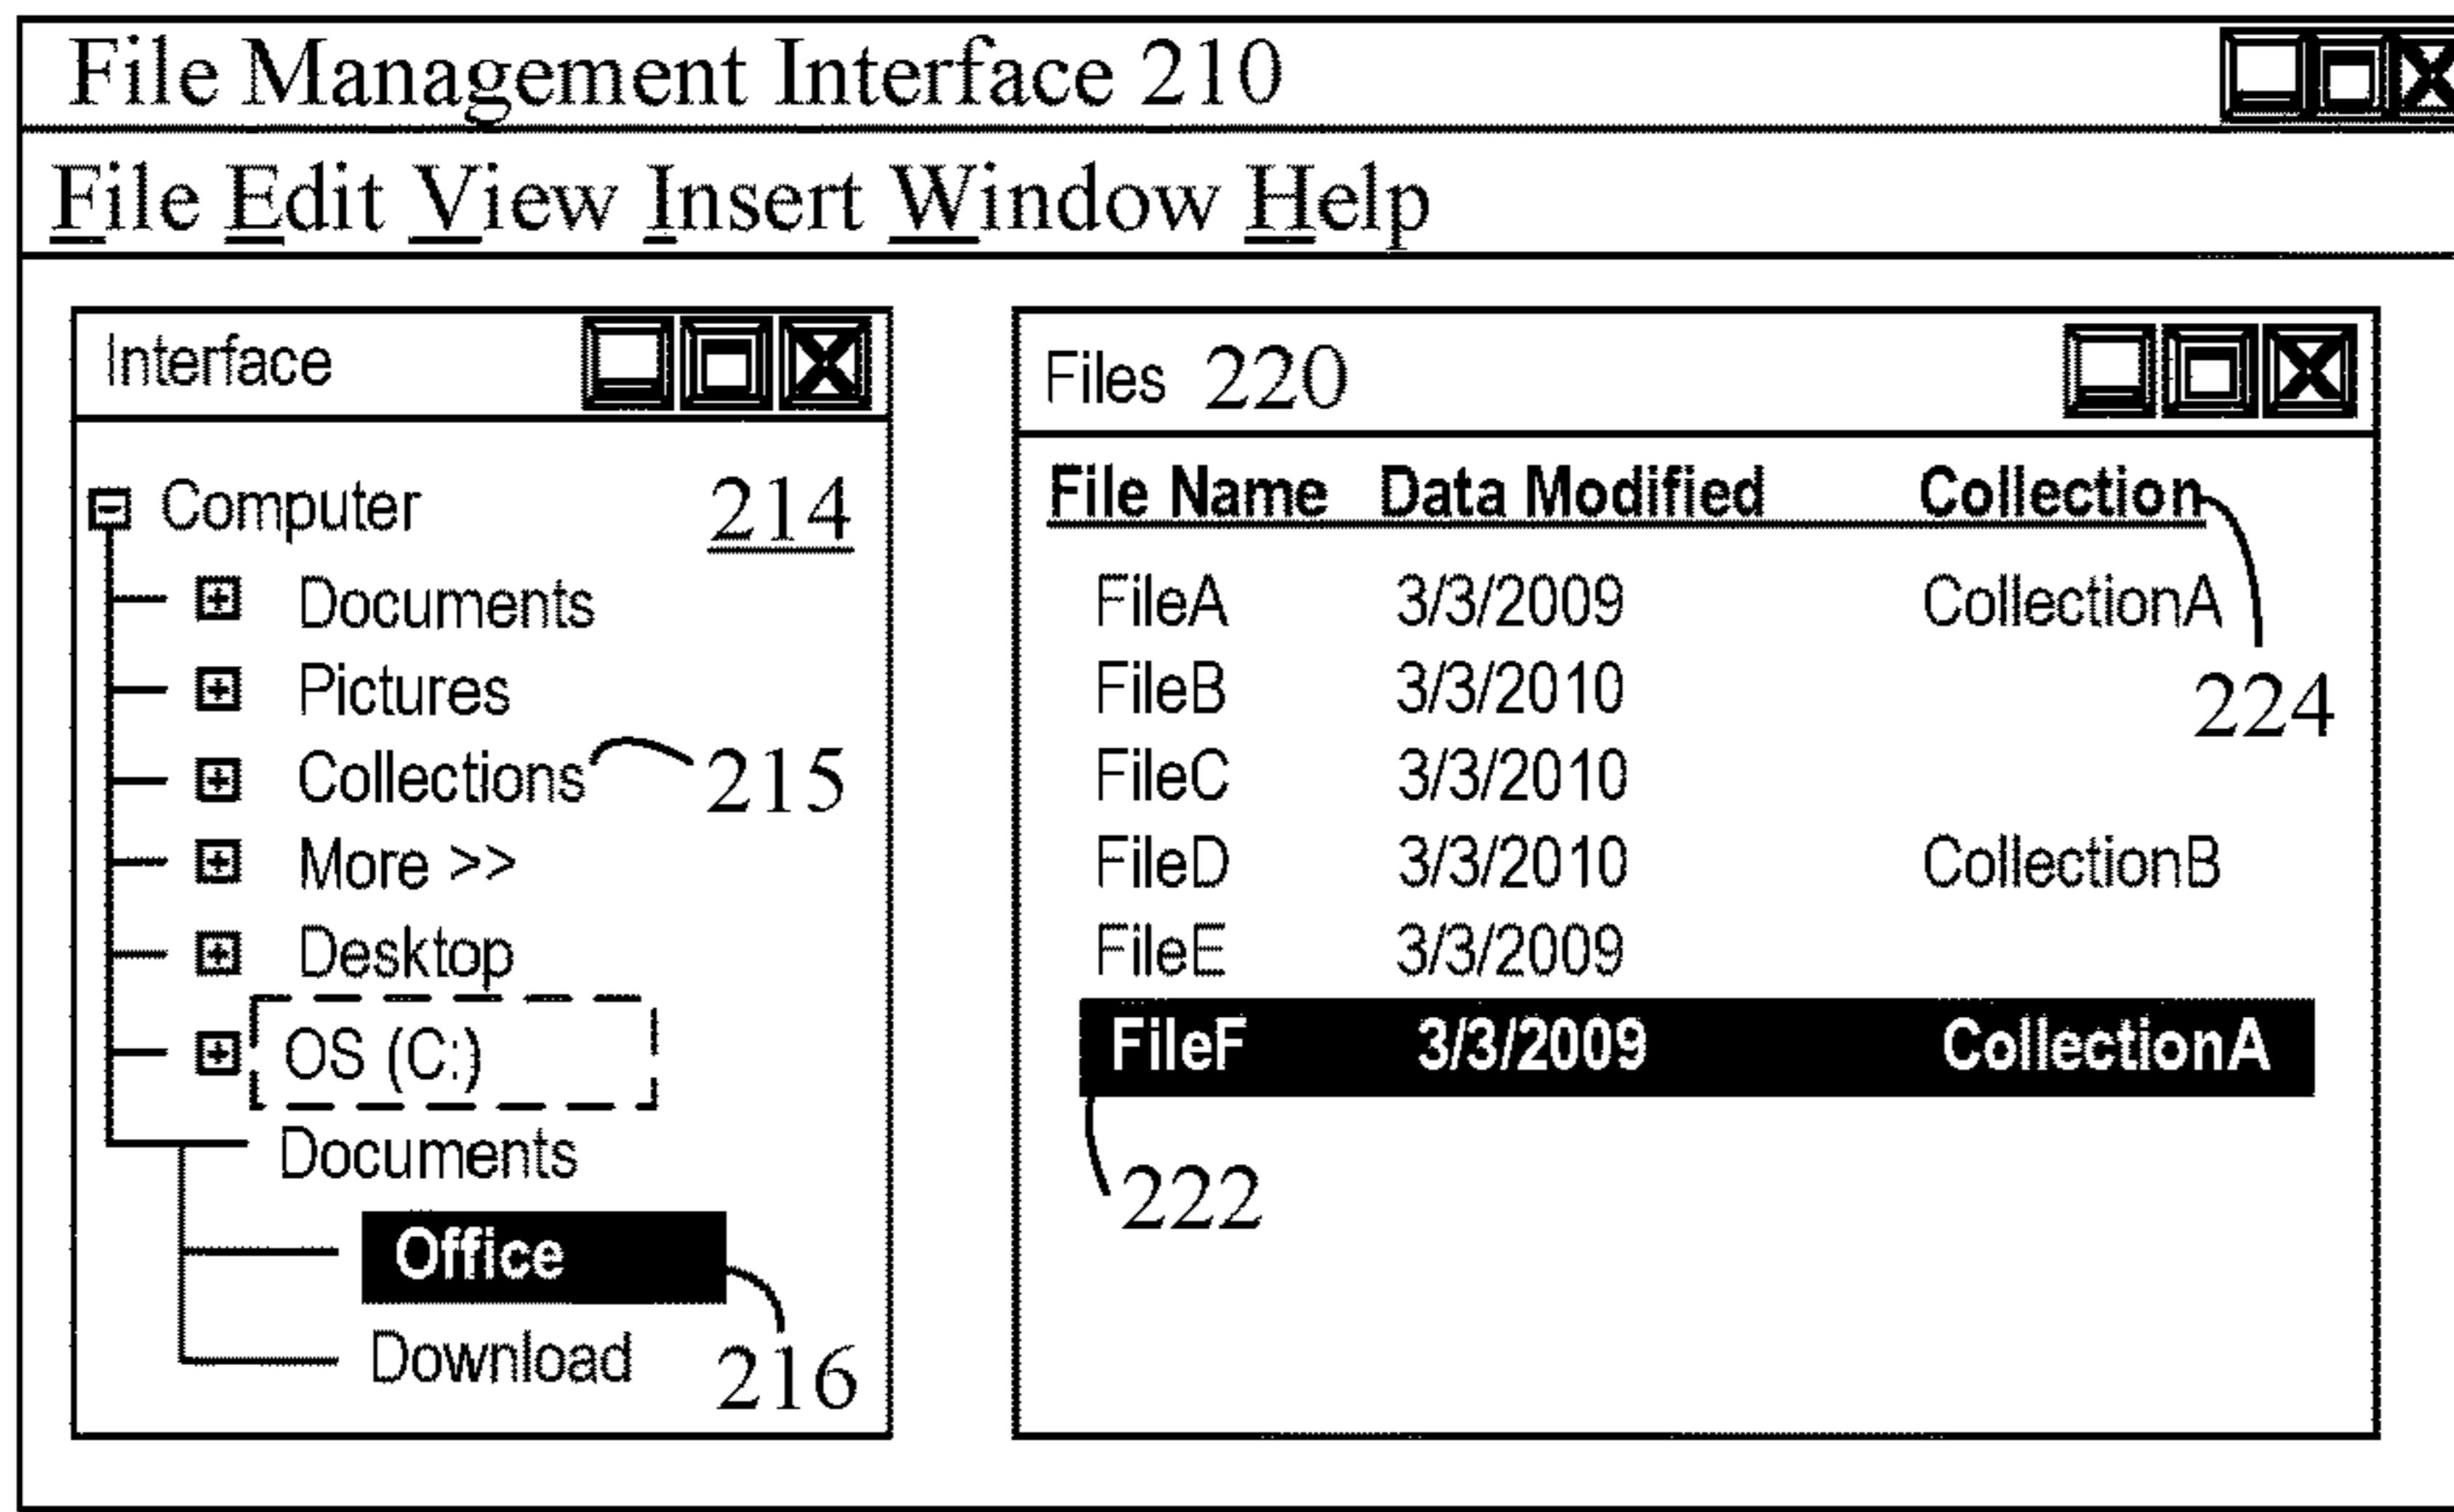 File Management Interface 210
File Edit View Insert Window Help
Interface
Computer 214
Documents
Pictures
Collections 215
More >>
Desktop
OS (C:)
Documents
Office
Download 216
Files 220
File Name Data Modified Collection
FileA 3/3/2009 CollectionA
FileB 3/3/2010
224
FileC 3/3/2010
FileD 3/3/2010 CollectionB
FileE 3/3/2009
FileF 3/3/2009 CollectionA
222